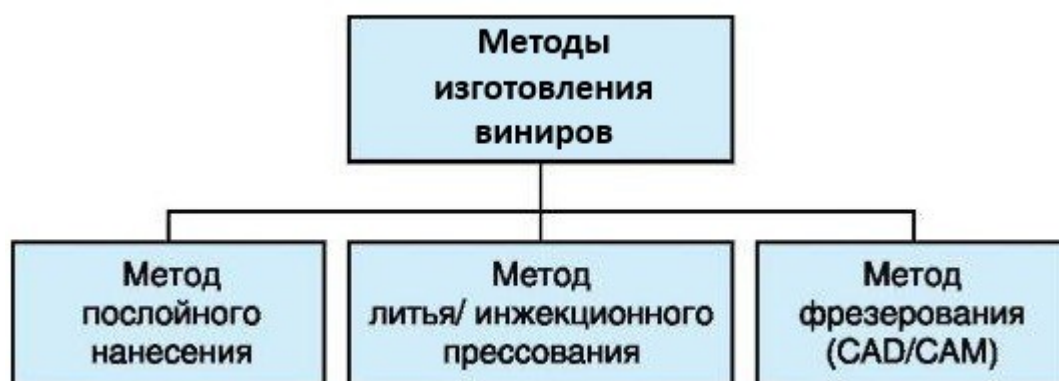 Методы
изготовления
виниров
Метод
послойного
нанесения
Метод
литья/ инжекционного
прессования
Метод
фрезерования
(CAD/CAM)